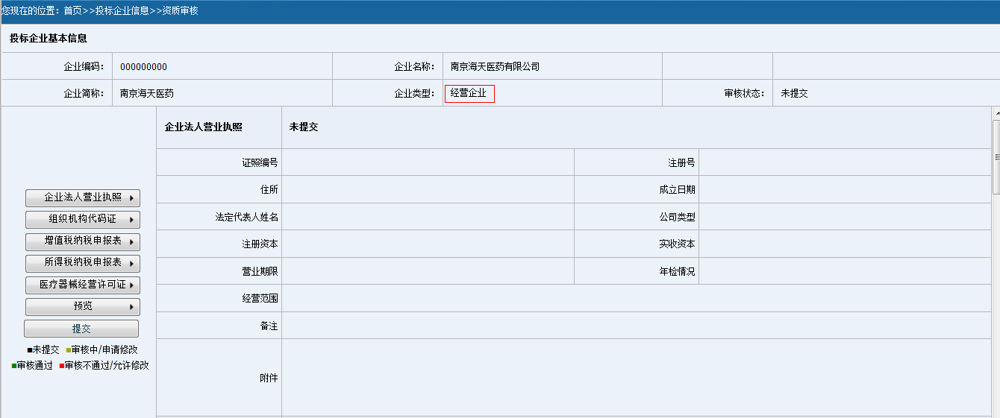 您现在的位置：首页>>投标企业信息>>资质审核
投标企业基本信息
企业编码： 000000000 企业名称： 南京海天医药有限公司
企业简称： 南京海天医药 企业类型： 经营企业 审核状态： 未提交
企业法人营业执照 未提交
证照编号 注册号
住所 成立日期
法定代表人姓名 公司类型
注册资本 实收资本
营业期限 年检情况
经营范围
备注
附件
企业法人营业执照
组织机构代码证
增值税纳税申报表
所得税纳税申报表
医疗器械经营许可证
预览
提交
■未提交 ■审核中/申请修改
■审核通过 ■审核不通过/允许修改